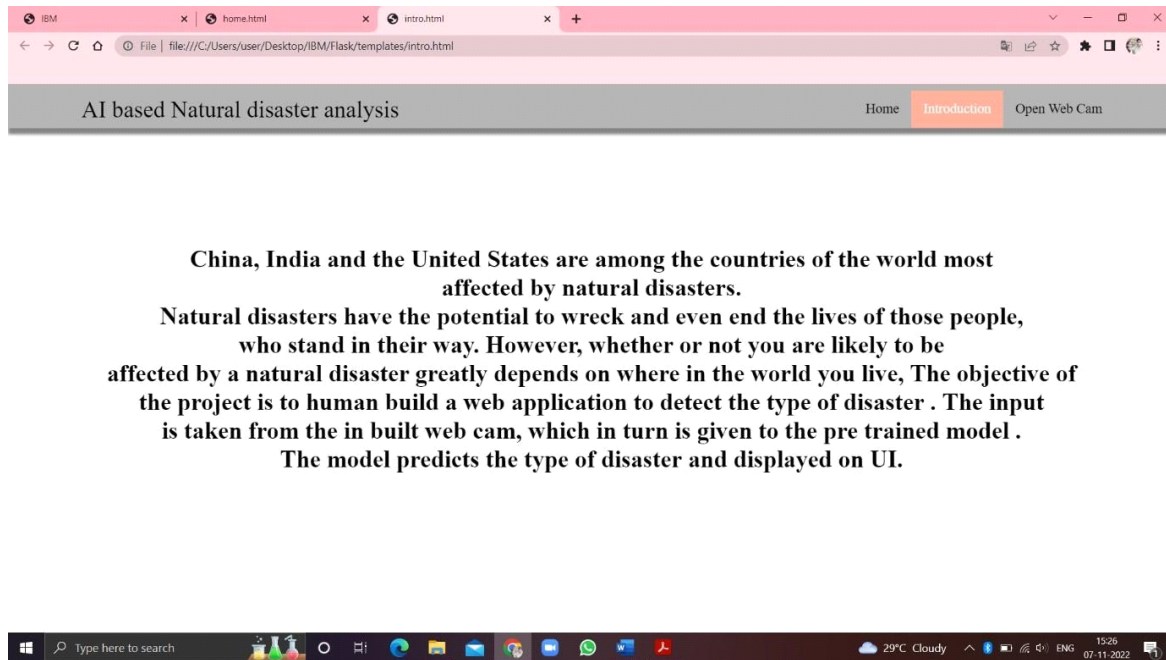 IBM
home.html
intro.html
File | file:///C:/Users/user/Desktop/IBM/Flask/templates/intro.html
AI based Natural disaster analysis
Home
Introduction
Open Web Cam
China, India and the United States are among the countries of the world most
affected by natural disasters.
Natural disasters have the potential to wreck and even end the lives of those people,
who stand in their way. However, whether or not you are likely to be
affected by a natural disaster greatly depends on where in the world you live, The objective of
the project is to human build a web application to detect the type of disaster . The input
is taken from the in built web cam, which in turn is given to the pre trained model .
The model predicts the type of disaster and displayed on UI.
Type here to search
29°C Cloudy
ENG
15:26
07-11-2022